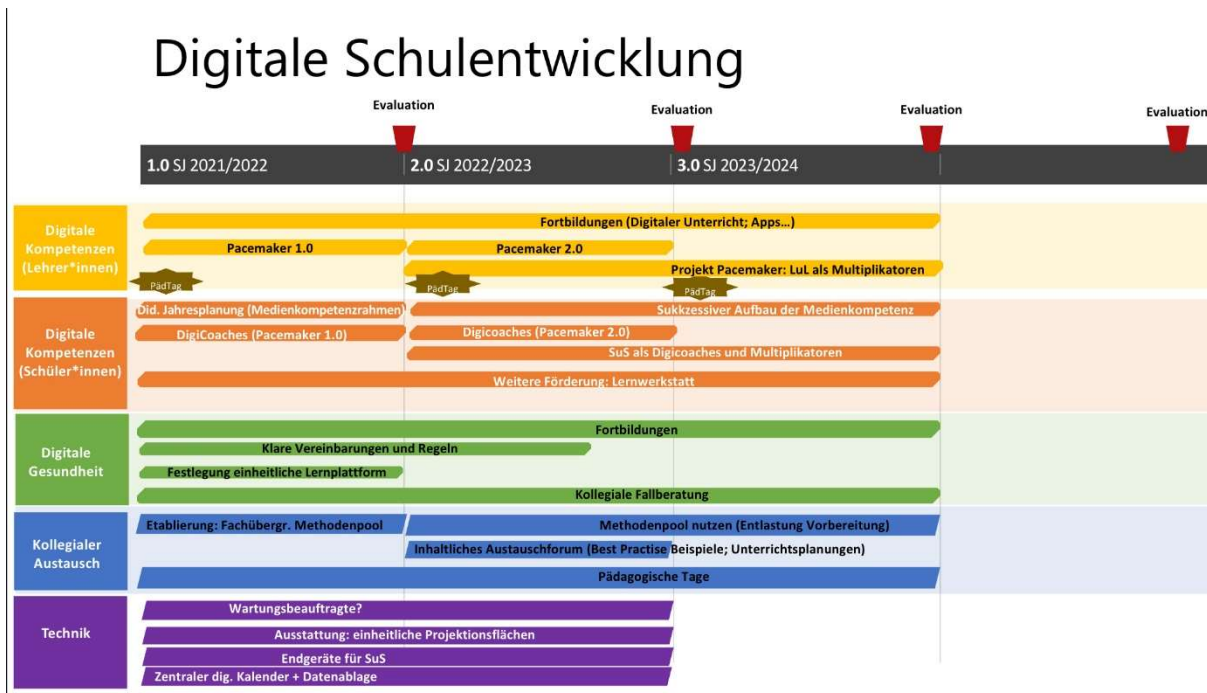 Digitale Schulentwicklung
Evaluation
Evaluation
Evaluation
Evaluation
1.0 SJ 2021/2022
2.0 SJ 2022/2023
3.0 SJ 2023/2024
Digitale
Kompetenzen
(Lehrer*innen)
Fortbildungen (Digitaler Unterricht; Apps...)
Pacemaker 1.0
Pacemaker 2.0
Projekt Pacemaker: LuL als Multiplikatoren
PädTag
PädTag
PädTag
Digitale
Kompetenzen
(Schüler*innen)
Did. Jahresplanung (Medienkompetenzrahmen)
Sukkzessiver Aufbau der Medienkompetenz
DigiCoaches (Pacemaker 1.0)
Digicoaches (Pacemaker 2.0)
SuS als Digicoaches und Multiplikatoren
Weitere Förderung: Lernwerkstatt
Digitale
Gesundheit
Fortbildungen
Klare Vereinbarungen und Regeln
Festlegung einheitliche Lernplattform
Kollegiale Fallberatung
Kollegialer
Austausch
Etablierung: Fachübergr. Methodenpool
Methodenpool nutzen (Entlastung Vorbereitung)
Inhaltliches Austauschforum (Best Practise Beispiele; Unterrichtsplanungen)
Pädagogische Tage
Technik
Wartungsbeauftragte?
Ausstattung: einheitliche Projektionsflächen
Endgeräte für SuS
Zentraler dig. Kalender + Datenablage